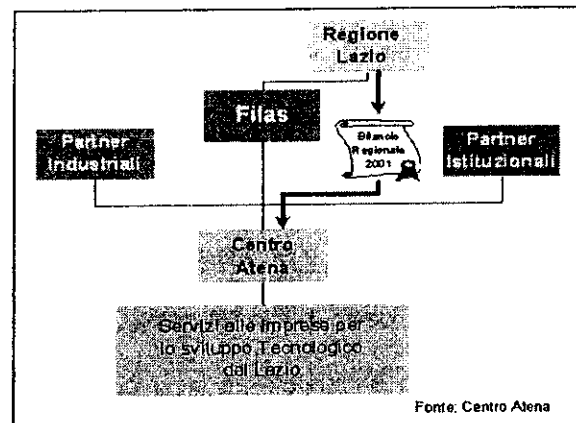 Regione
Lazio
Filas
Bilancio
Regionale
2001
Partner
Industriali
Partner
Istituzionali
Centro
Atena
Servizi alle Imprese per
lo sviluppo Tecnologico
del Lazio
Fonte: Centro Atena